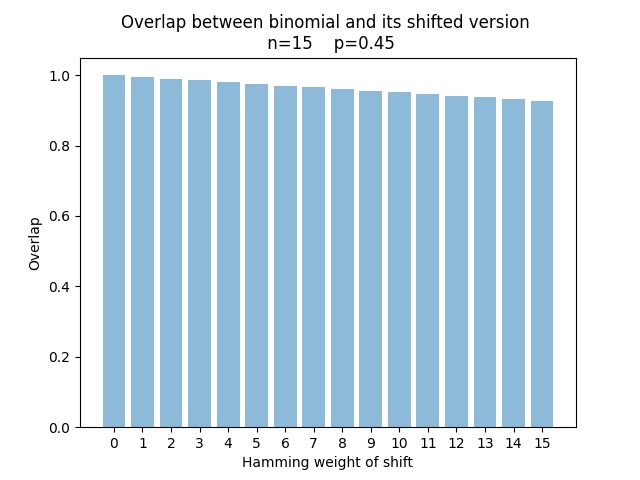 Overlap between binomial and its shifted version
n=15    p=0.45
1.0
0.8
0.6
0.4
0.2
0.0
Overlap
0 1 2 3 4 5 6 7 8 9 10 11 12 13 14 15
Hamming weight of shift